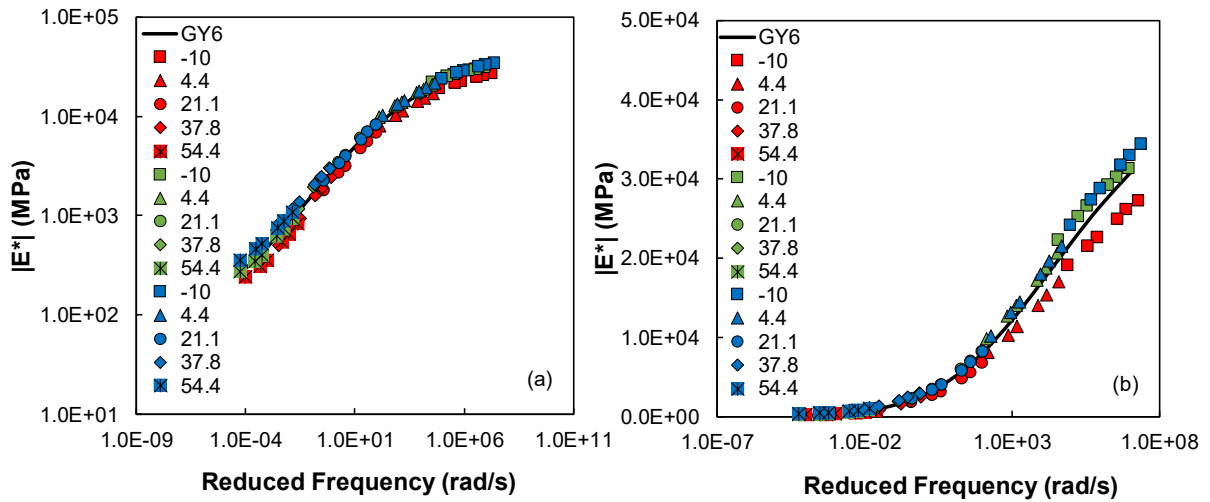 1.0E+05
1.0E+04
1.0E+03
1.0E+02
1.0E+01
|E*| (MPa)
GY6
-10
4.4
21.1
37.8
54.4
-10
4.4
21.1
37.8
54.4
-10
4.4
21.1
37.8
54.4
(a)
1.0E-09
1.0E-04
1.0E+01
1.0E+06
1.0E+11
Reduced Frequency (rad/s)
5.0E+04
4.0E+04
3.0E+04
2.0E+04
1.0E+04
0.0E+00
|E*| (MPa)
GY6
-10
4.4
21.1
37.8
54.4
-10
4.4
21.1
37.8
54.4
-10
4.4
21.1
37.8
54.4
(b)
1.0E-07
1.0E-02
1.0E+03
1.0E+08
Reduced Frequency (rad/s)